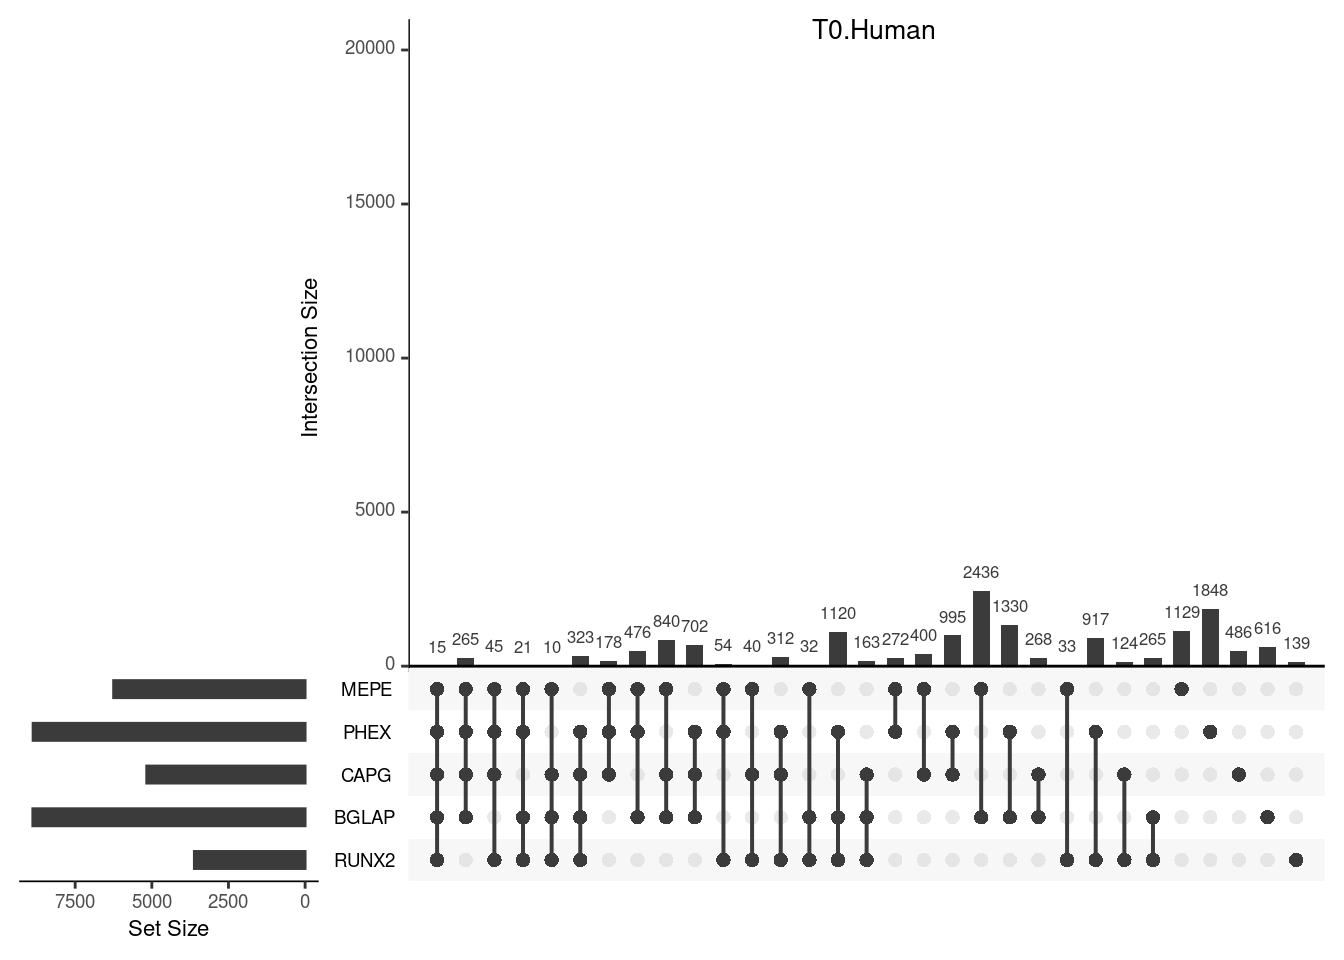 T0.Human
20000
15000
10000
5000
0
Intersection Size
15 265 45 21 10 323 178 476 840 702 54 40 312 32 1120 163 272 400 995 2436 1330 268 33 917 124 265 1129 1848 486 616 139
MEPE
PHEX
CAPG
BGLAP
RUNX2
7500 5000 2500 0
Set Size